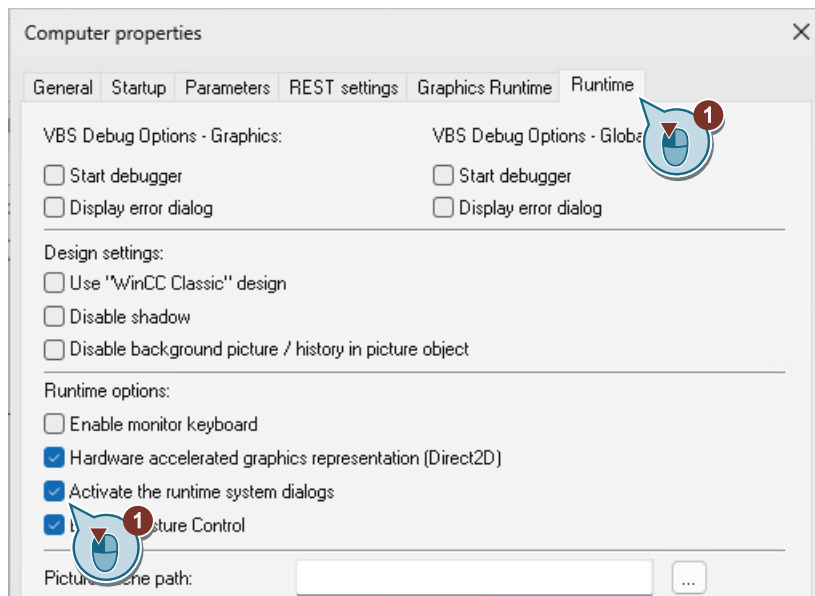 Computer properties
General Startup Parameters REST settings Graphics Runtime Runtime
1
VBS Debug Options - Graphics: VBS Debug Options - Globa
Start debugger Start debugger
Display error dialog Display error dialog
Design settings:
Use "WinCC Classic" design
Disable shadow
Disable background picture / history in picture object
Runtime options:
Enable monitor keyboard
Hardware accelerated graphics representation (Direct2D)
Activate the runtime system dialogs
1
sture Control
Pictu he path: ...